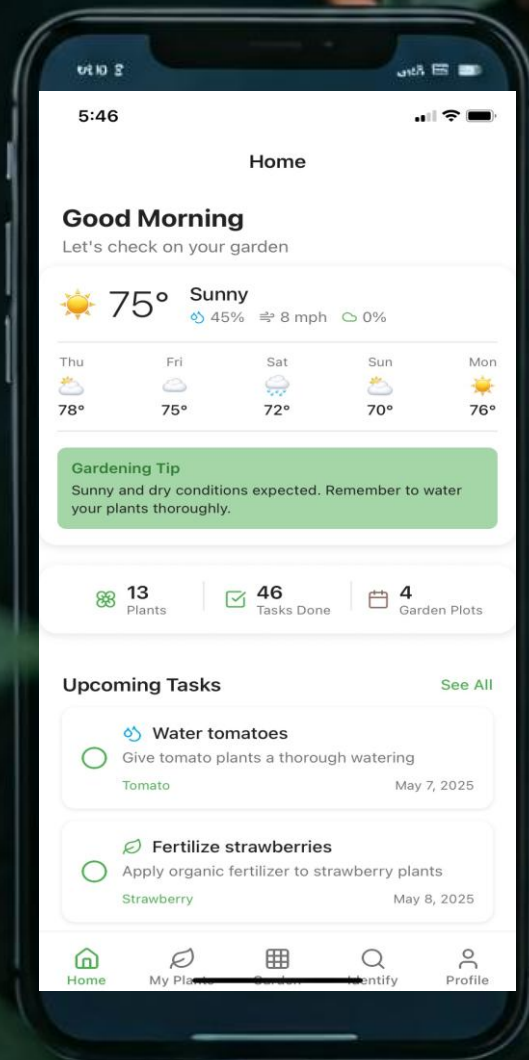 5:46
Home
Good Morning
Let's check on your garden
75° Sunny
45% 8 mph 0%
Thu Fri Sat Sun Mon
78° 75° 72° 70° 76°
Gardening Tip
Sunny and dry conditions expected. Remember to water
your plants thoroughly.
13 46 4
Plants Tasks Done Garden Plots
Upcoming Tasks See All
Water tomatoes
Give tomato plants a thorough watering
Tomato May 7, 2025
Fertilize strawberries
Apply organic fertilizer to strawberry plants
Strawberry May 8, 2025
Home My Plants Garden Identify Profile